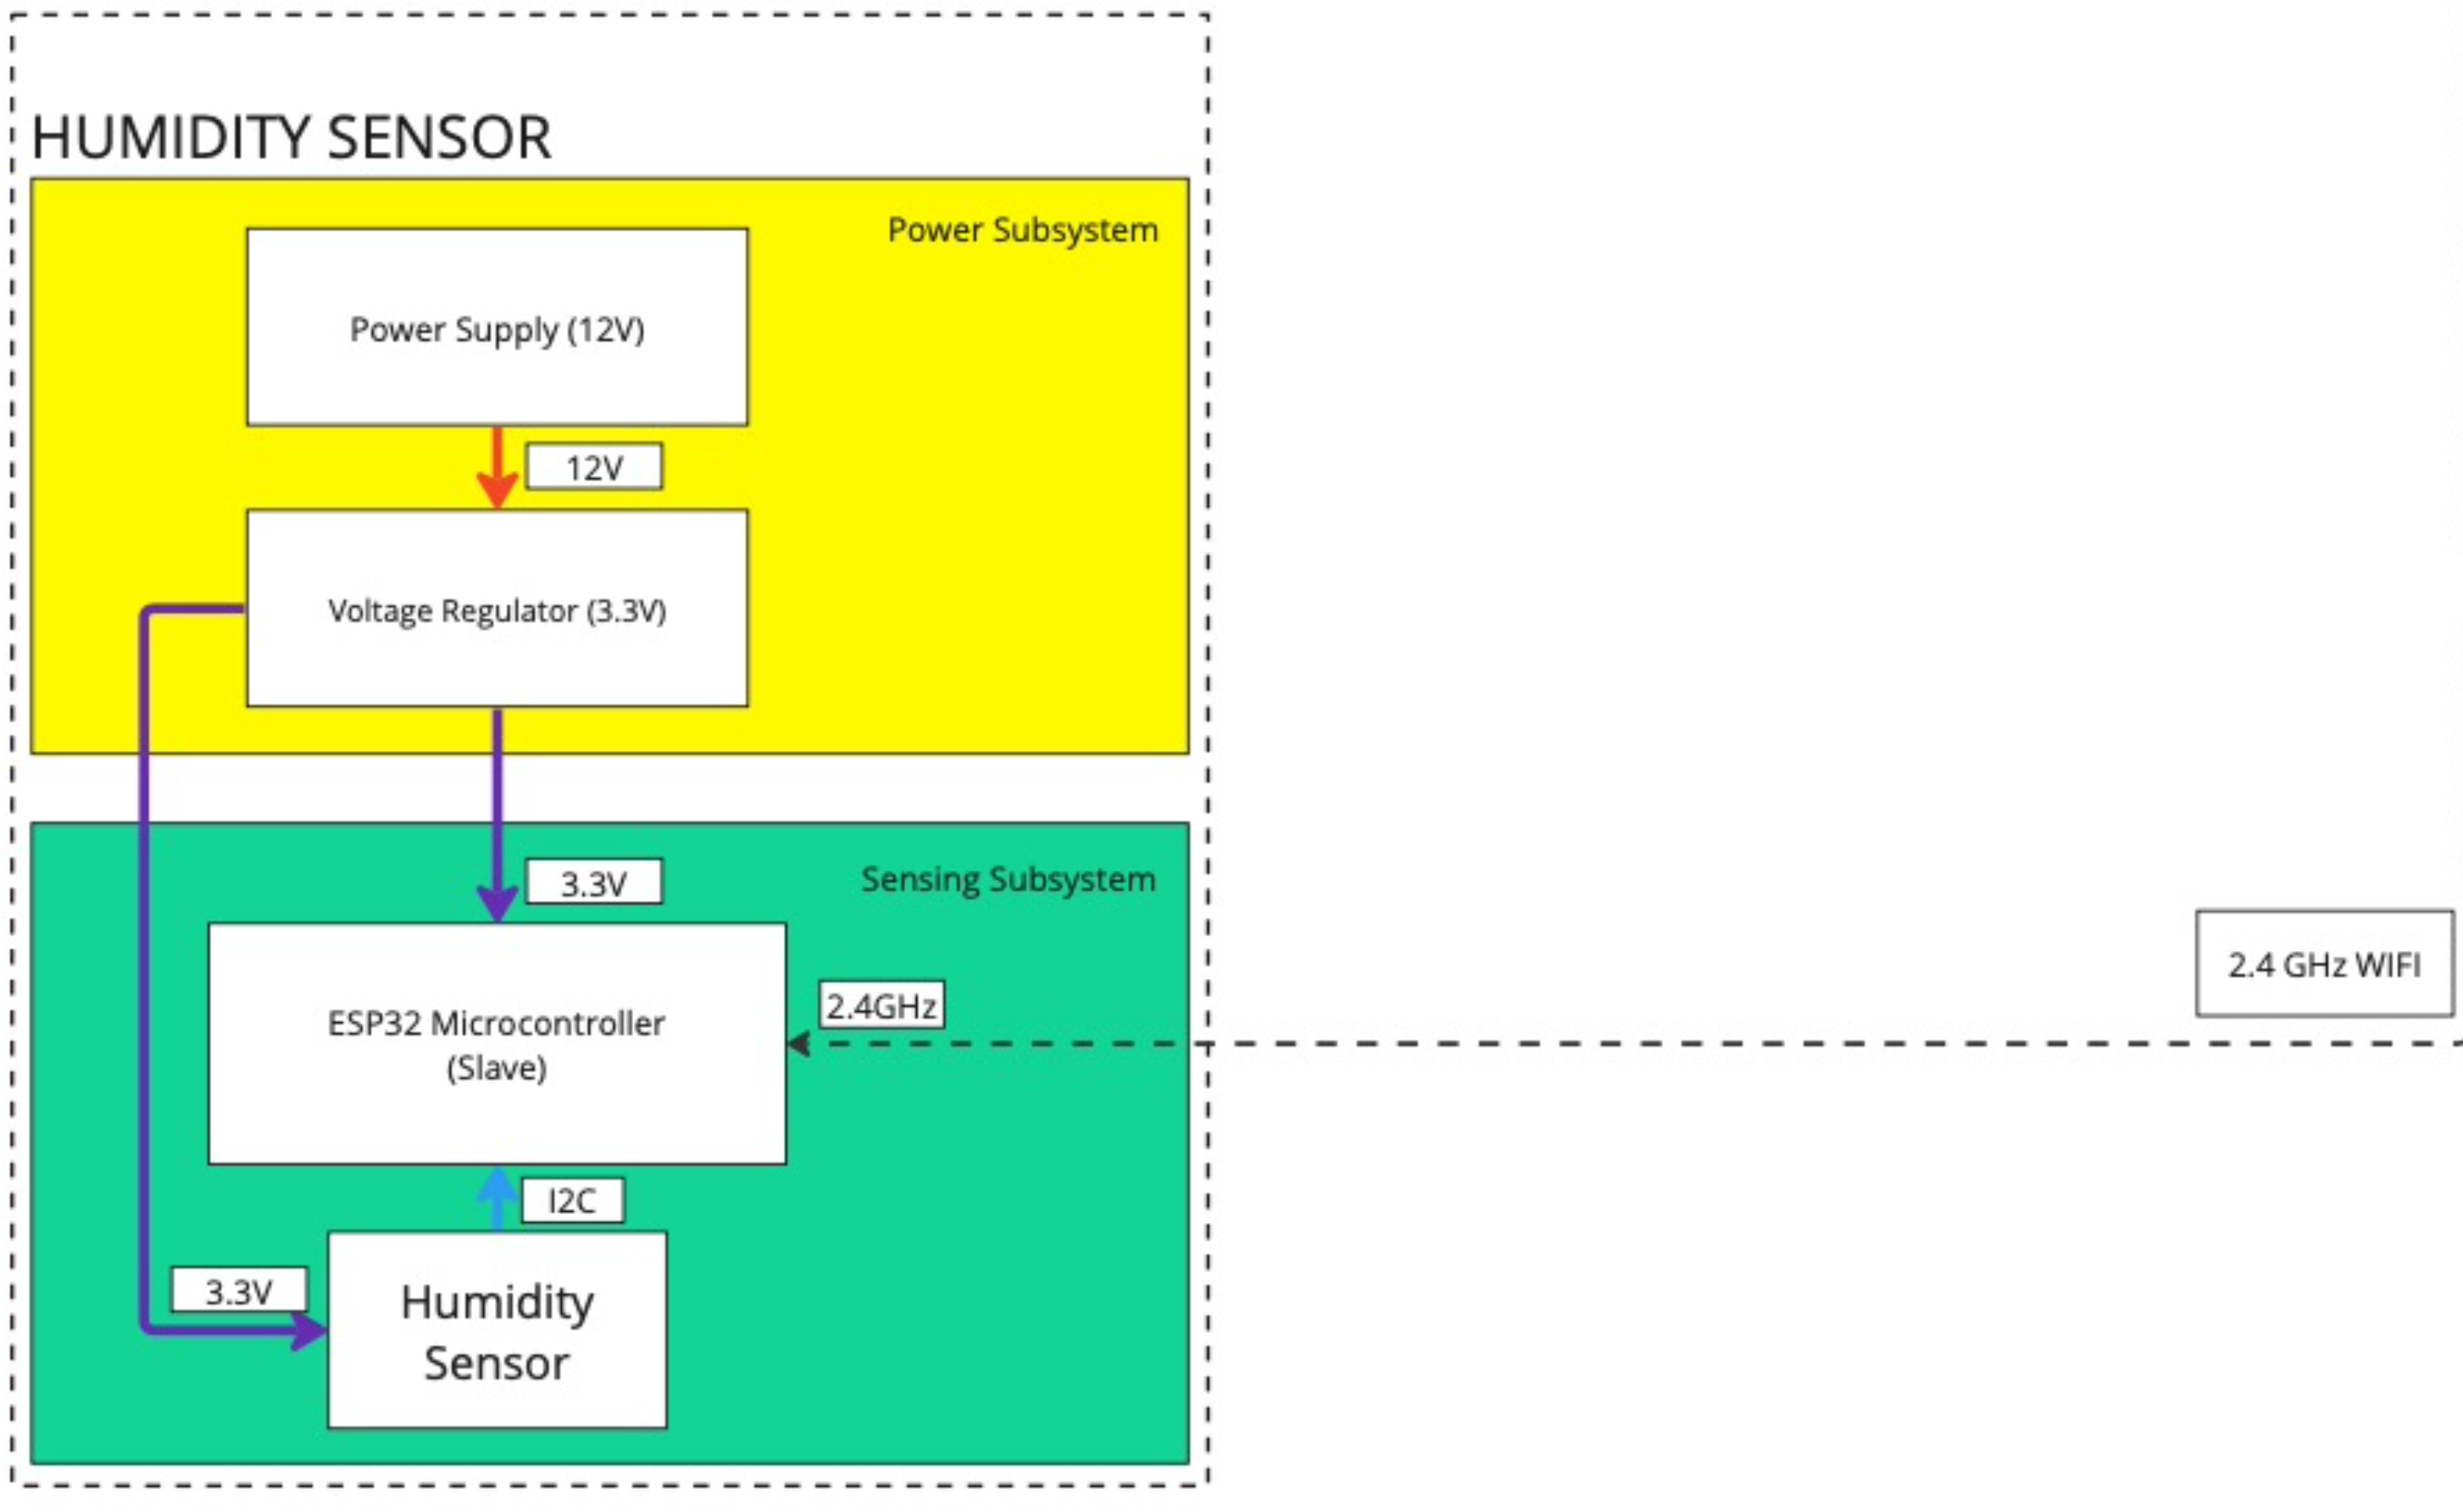 HUMIDITY SENSOR
Power Subsystem
Power Supply (12V)
12V
Voltage Regulator (3.3V)
Sensing Subsystem
3.3V
2.4 GHz WIFI
2.4GHz
ESP32 Microcontroller
(Slave)
I2C
3.3V
Humidity
Sensor